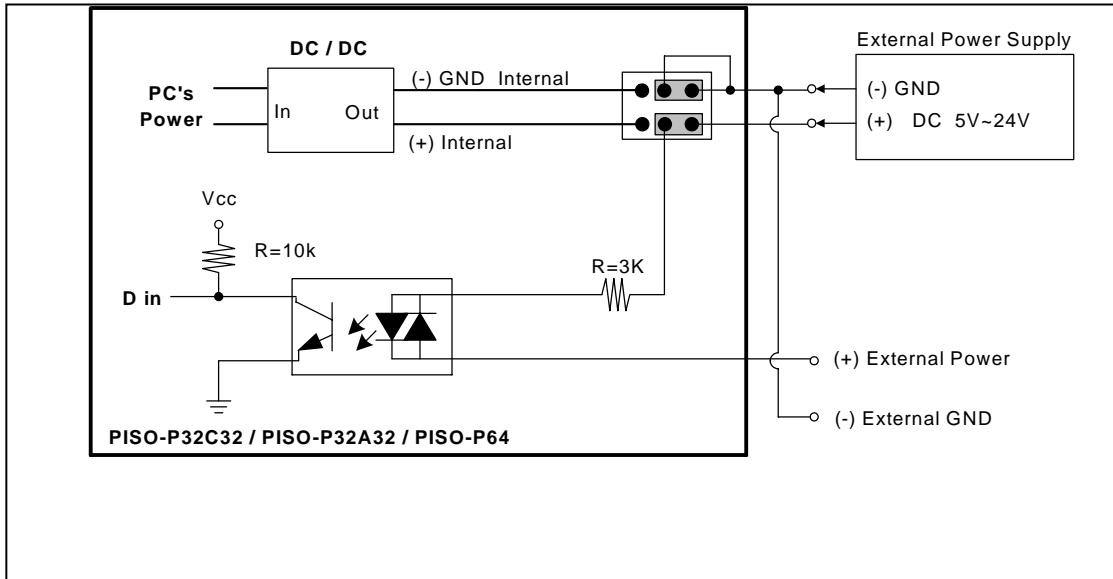 DC / DC
External Power Supply
(-) GND Internal
PC's
Power
In
Out
(-) GND
(+) DC 5V~24V
(+) Internal
Vcc
R=10k
R=3K
D in
(+) External Power
(-) External GND
PISO-P32C32 / PISO-P32A32 / PISO-P64